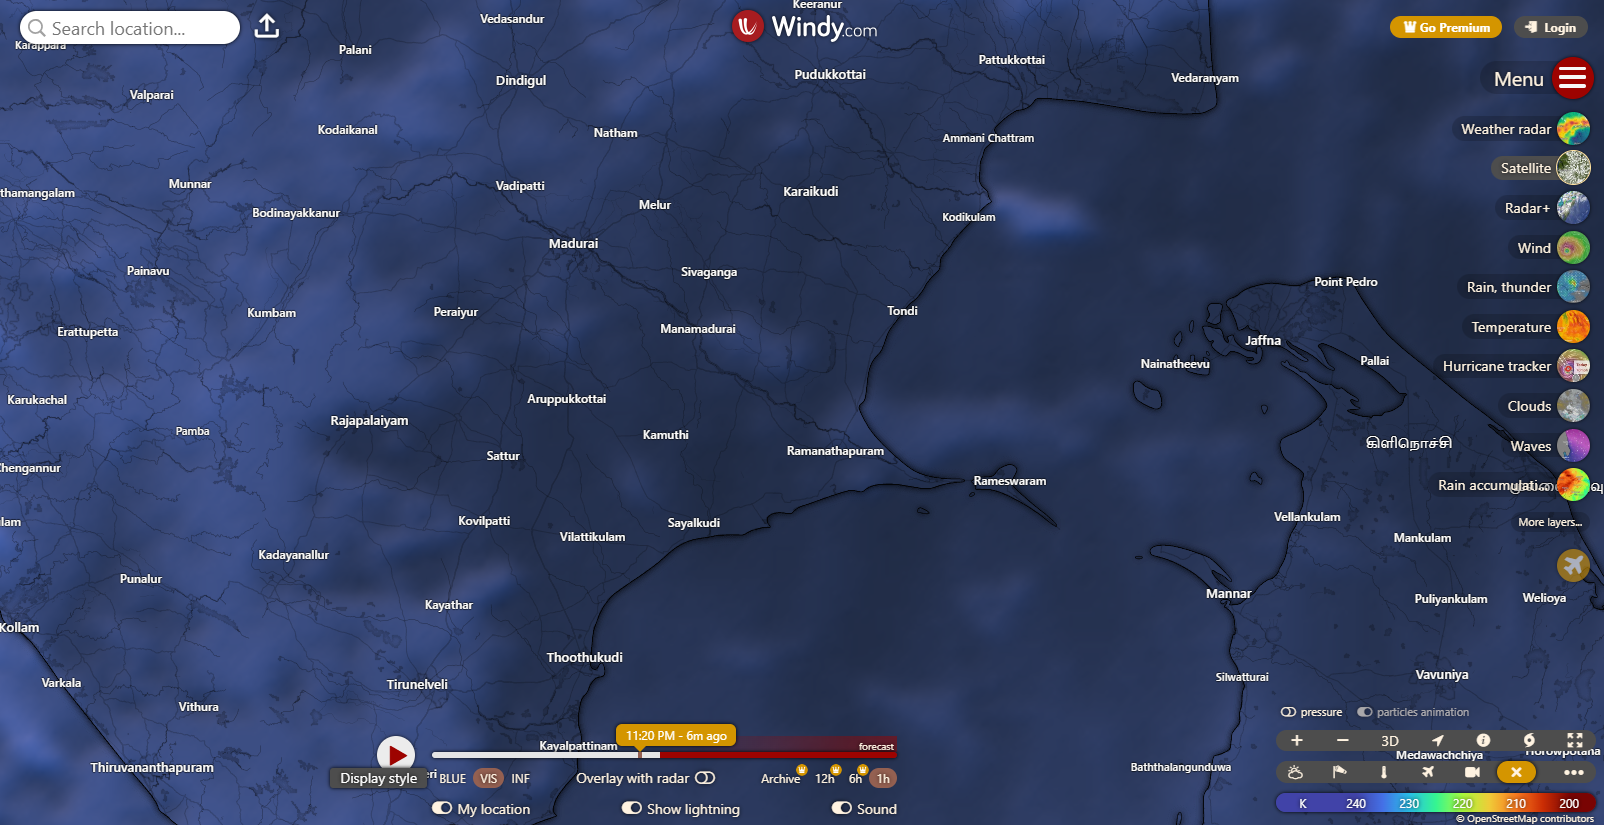 Search location...
Windy.com
Go Premium
Login
Menu
Weather radar
Satellite
Radar+
Wind
Rain, thunder
Temperature
Hurricane tracker
Clouds
Waves
Rain accumulati...
More layers...
Keeranur
Vedasandur
Karappara
Palani
Pattukkottai
Pudukkottai
Vedaranyam
Dindigul
Valparai
Kodaikanal
Natham
Ammani Chattram
Munnar
Vadipatti
Karaikudi
thamangalam
Melur
Bodinayakkanur
Kodikulam
Madurai
Painavu
Sivaganga
Point Pedro
Kumbam
Peraiyur
Tondi
Erattupetta
Manamadurai
Jaffna
Nainatheevu
Pallai
Karukachal
Aruppukkottai
Rajapalaiyam
Pamba
Kamuthi
கிளிநொச்சி
Ramanathapuram
Sattur
Chengannur
Rameswaram
Vellankulam
lam
Kovilpatti
Sayalkudi
Vilattikulam
Mankulam
Kadayanallur
Punalur
Mannar
Puliyankulam
Welioya
Kayathar
Kollam
Thoothukudi
Silwatturai
Vavuniya
Varkala
Tirunelveli
Vithura
Kayalpattinam
Thiruvananthapuram
Baththalangunduwa
Medawachchiya
Horowpotana
pressure
particles animation
11:20 PM - 6m ago
forecast
Display style
eri
BLUE
VIS
INF
Overlay with radar
Archive
12h
6h
1h
My location
Show lightning
Sound
+
−
3D
K
240
230
220
210
200
© OpenStreetMap contributors